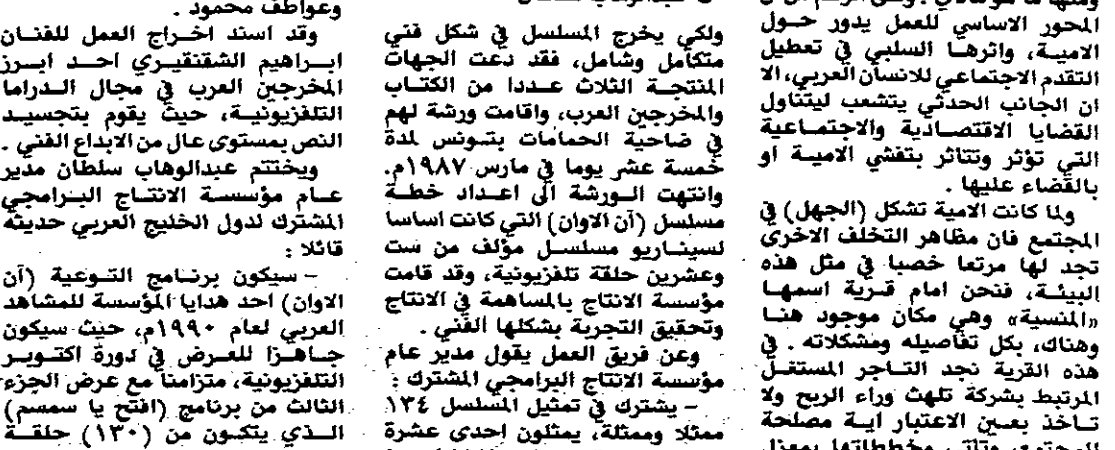 المحور الاساسي للعمل يدور حول
الامية، واثرها السلبي في تعطيل
التقدم الاجتماعي للانسان العربي، الا
ان الجانب الحدثي يتشعب ليتناول
القضايا الاقتصادية والاجتماعية
التي تؤثر وتتاثر بتفشي الامية او
بالقضاء عليها .
ولما كانت الامية تشكل (الجهل) في
المجتمع فان مظاهر التخلف الاخرى
تجد لها مرتعا خصبا في مثل هذه
البيئة، فنحن امام قرية اسمها
«المنسية» وهي مكان موجود هنا
وهناك، بكل تفاصيله ومشكلاته . في
هذه القرية نجد التاجر المستغل
المرتبط بشركة تلهث وراء الربح ولا
تاخذ بعين الاعتبار اية مصلحة
ولكي يخرج المسلسل في شكل فني
متكامل وشامل، فقد دعت الجهات
المنتجة الثلاث عددا من الكتاب
والمخرجين العرب، واقامت ورشة لهم
في ضاحية الحمامات بتونس لمدة
خمسة عشر يوما في مارس ١٩٨٧م.
وانتهت الورشة الى اعداد خطة
مسلسل (آن الاوان) التي كانت اساسا
لسيناريو مسلسل مؤلف من ست
وعشرين حلقة تلفزيونية، وقد قامت
مؤسسة الانتاج بالمساهمة في الانتاج
وتحقيق التجربة بشكلها الفني .
وعن فريق العمل يقول مدير عام
مؤسسة الانتاج البرامجي المشترك :
- يشترك في تمثيل المسلسل ١٣٤
ممثلا وممثلة، يمثلون احدى عشرة
وعواطف محمود .
وقد اسند اخراج العمل للفنان
ابراهيم الشقنقيري احد ابرز
المخرجين العرب في مجال الدراما
التلفزيونية، حيث يقوم بتجسيد
النص بمستوى عال من الابداع الفني .
ويختتم عبدالوهاب سلطان مدير
عام مؤسسة الانتاج البرامجي
المشترك لدول الخليج العربي حديثه
قائلا :
- سيكون برنامج التوعية (آن
الاوان) احد هدايا المؤسسة للمشاهد
العربي لعام ١٩٩٠م، حيث سيكون
جاهزا للعرض في دورة اكتوبر
التلفزيونية، متزامنا مع عرض الجزء
الثالث من برنامج (افتح يا سمسم)
الذي يتكون من (١٣٠) حلقة